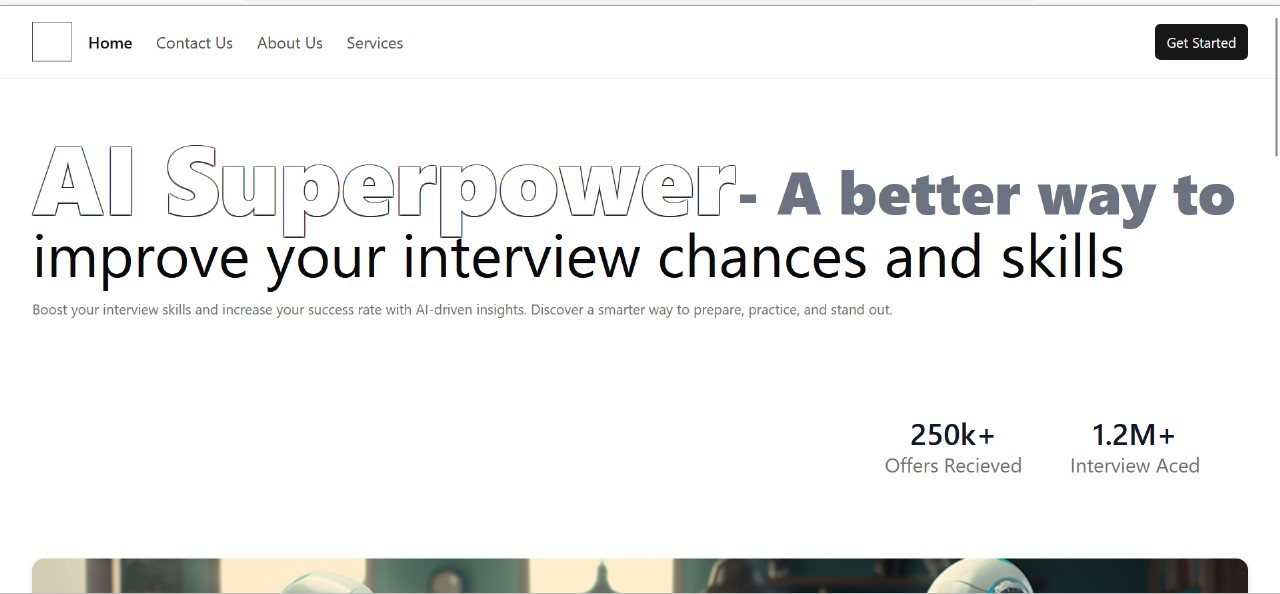 Home Contact Us About Us Services Get Started
AI Superpower- A better way to
improve your interview chances and skills
Boost your interview skills and increase your success rate with AI-driven insights. Discover a smarter way to prepare, practice, and stand out.
250k+ 1.2M+
Offers Recieved Interview Aced